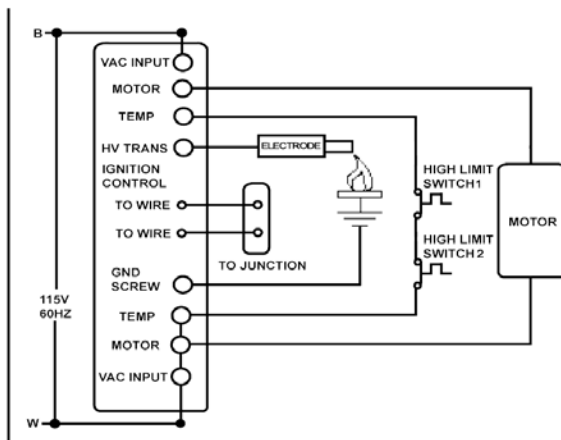 B
VAC INPUT
MOTOR
TEMP
HV TRANS
ELECTRODE
IGNITION
CONTROL
HIGH LIMIT
SWITCH1
TO WIRE
TO WIRE
TO JUNCTION
HIGH LIMIT
SWITCH 2
MOTOR
GND
SCREW
115V
60HZ
TEMP
MOTOR
VAC INPUT
W